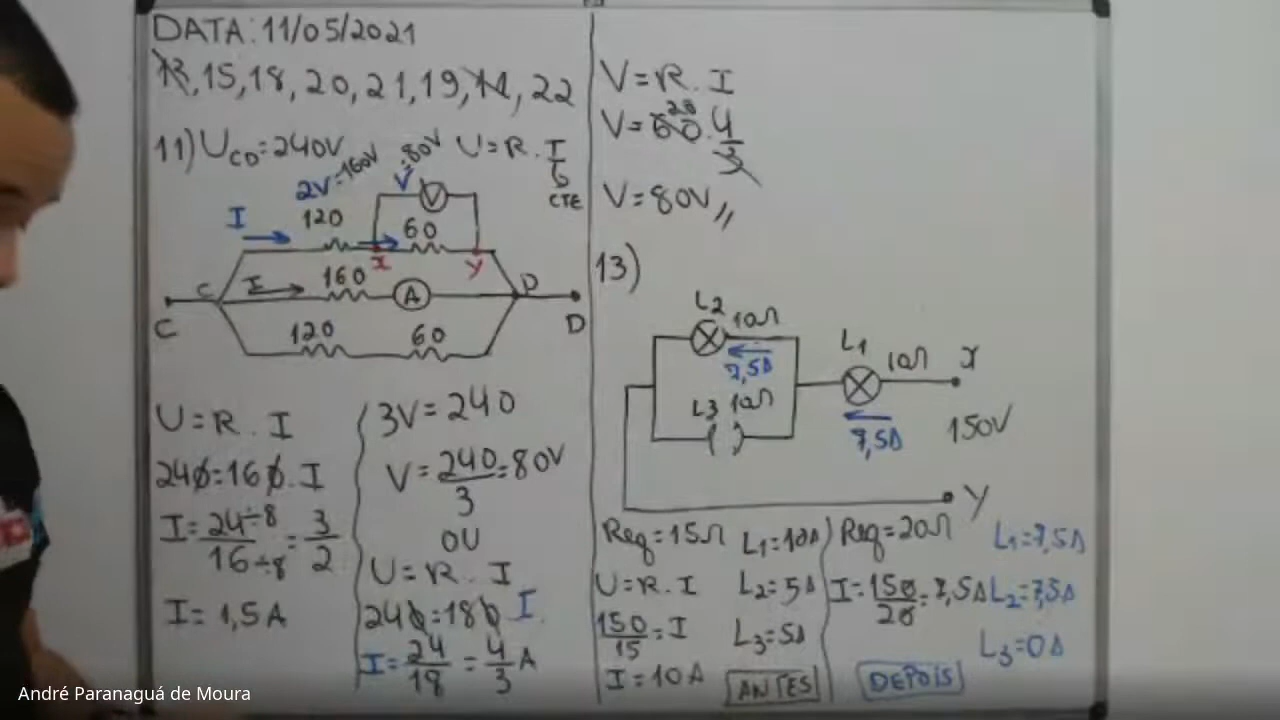 DATA: 11/05/2021
12, 15, 18, 20, 21, 19, 11, 22
11) UCD = 240V
U = R . I
CTE
2V = 160V
V = 80V
I
120
60
V
x
y
C
I
160
A
D
C
D
120
60
U = R . I
240 = 160 . I
I = 24÷8 = 3
16÷8 2
I = 1,5 A
3V = 240
V = 240 = 80V
3
OU
U = R . I
240 = 180 I
I = 24 = 4 A
18 3
V = R . I
20
V = 60 . 4
3
V = 80V //
13)
L2 10Ω
7,5A
L3 10Ω
L1 10Ω x
7,5A
150V
y
Req = 15Ω
U = R . I
150 = I
15
I = 10 A
L1 = 10A
L2 = 5A
L3 = 5A
ANTES
Req = 20Ω
I = 150 = 7,5A
20
L1 = 7,5A
L2 = 7,5A
L3 = 0A
DEPOIS
André Paranaguá de Moura